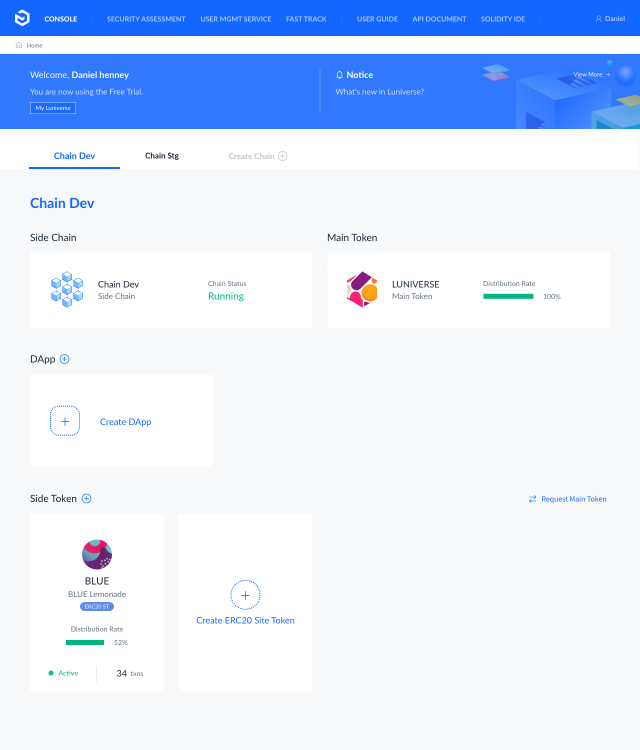 CONSOLE SECURITY ASSESSMENT USER MGMT SERVICE FAST TRACK USER GUIDE API DOCUMENT SOLIDITY IDE Daniel
Home
Welcome, Daniel henney
You are now using the Free Trial.
My Luniverse
Notice
What's new in Luniverse?
View More →
Chain Dev Chain Stg Create Chain
Chain Dev
Side Chain
Chain Dev
Side Chain
Chain Status
Running
Main Token
LUNIVERSE
Main Token
Distribution Rate
100%
DApp
Create DApp
Side Token
Request Main Token
BLUE
BLUE Lemonade
ERC20 ST
Distribution Rate
52%
Active
34 txns
Create ERC20 Site Token